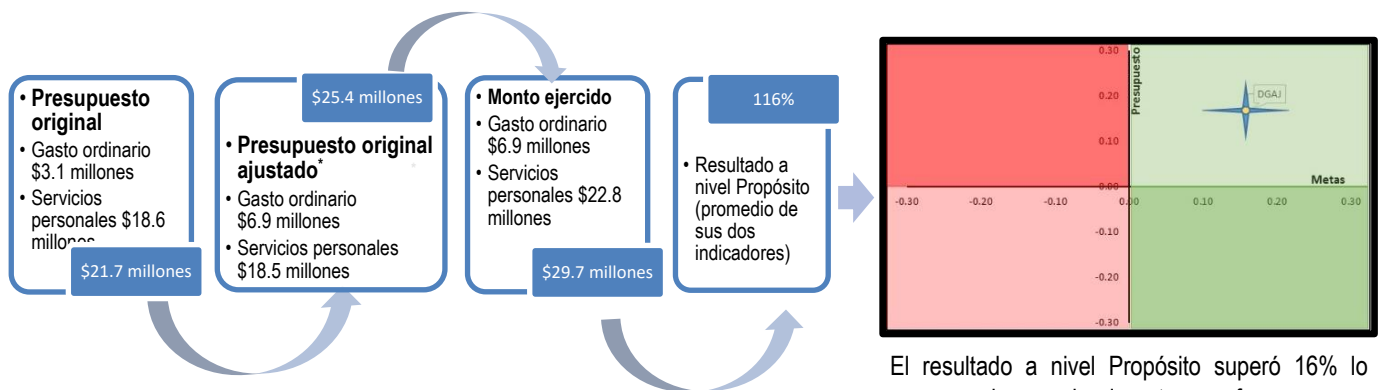 • Presupuesto
original
• Gasto ordinario
$3.1 millones
• Servicios
personales $18.6
millones
$21.7 millones
$25.4 millones
• Presupuesto original
ajustado*
• Gasto ordinario
$6.9 millones
• Servicios personales
$18.5 millones
• Monto ejercido
• Gasto ordinario
$6.9 millones
• Servicios
personales $22.8
millones
$29.7 millones
116%
• Resultado a
nivel Propósito
(promedio de
sus dos
indicadores)
Presupuesto
0.30
0.20
0.10
0.00
-0.10
-0.20
-0.30
DGAJ
Metas
-0.30 -0.20 -0.10 0.00 0.10 0.20 0.30
El resultado a nivel Propósito superó 16% lo